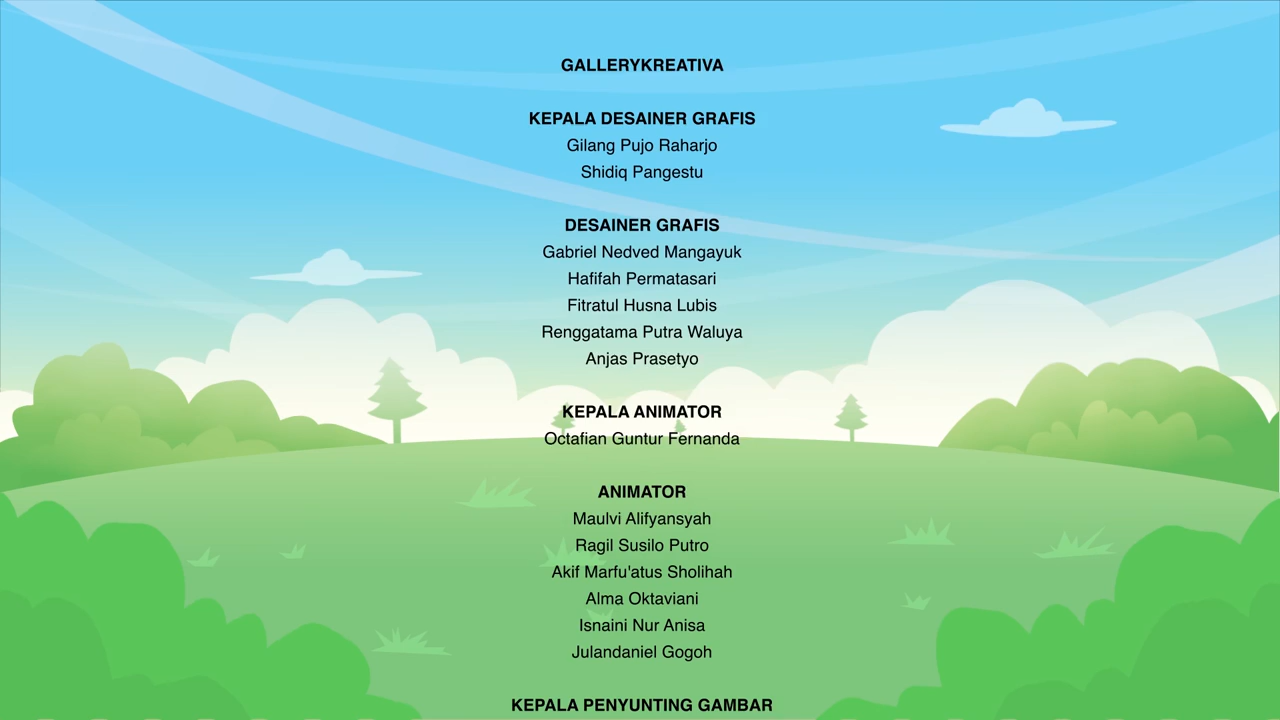 GALLERYKREATIVA
KEPALA DESAINER GRAFIS
Gilang Pujo Raharjo
Shidiq Pangestu
DESAINER GRAFIS
Gabriel Nedved Mangayuk
Hafifah Permatasari
Fitratul Husna Lubis
Renggatama Putra Waluya
Anjas Prasetyo
KEPALA ANIMATOR
Octafian Guntur Fernanda
ANIMATOR
Maulvi Alifyansyah
Ragil Susilo Putro
Akif Marfu'atus Sholihah
Alma Oktaviani
Isnaini Nur Anisa
Julandaniel Gogoh
KEPALA PENYUNTING GAMBAR